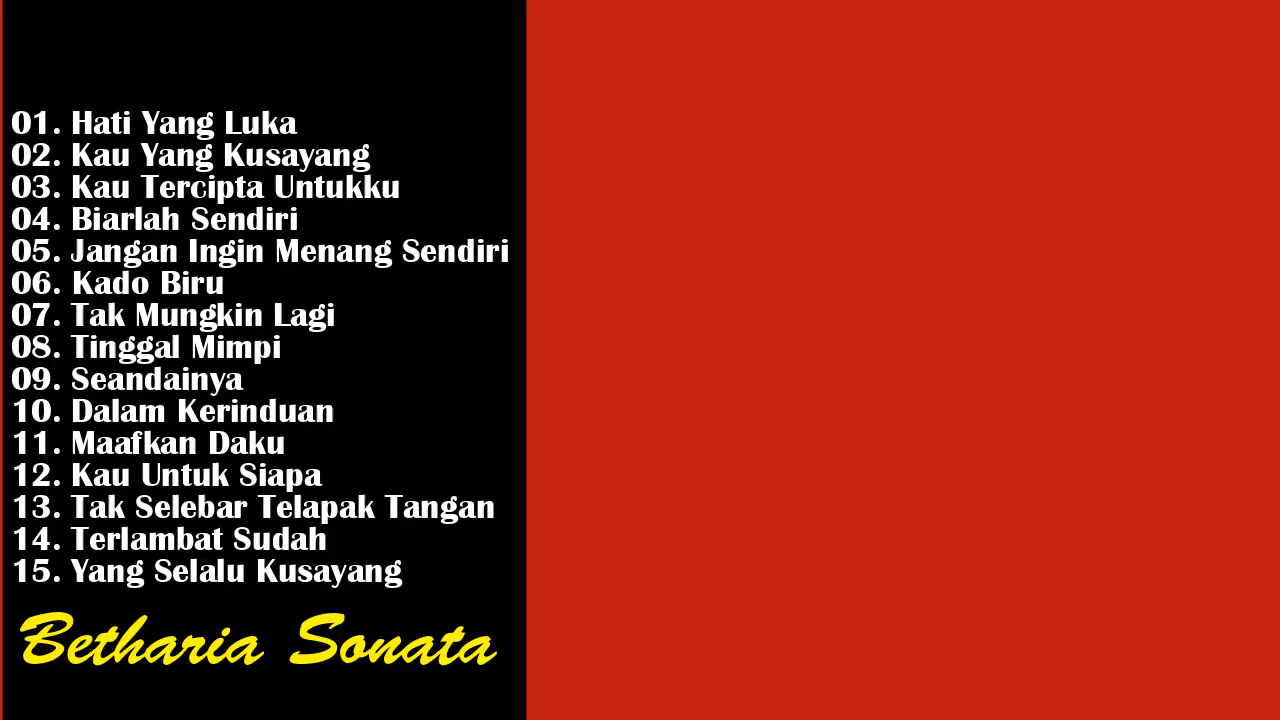 01. Hati Yang Luka
02. Kau Yang Kusayang
03. Kau Tercipta Untukku
04. Biarlah Sendiri
05. Jangan Ingin Menang Sendiri
06. Kado Biru
07. Tak Mungkin Lagi
08. Tinggal Mimpi
09. Seandainya
10. Dalam Kerinduan
11. Maafkan Daku
12. Kau Untuk Siapa
13. Tak Selebar Telapak Tangan
14. Terlambat Sudah
15. Yang Selalu Kusayang
Betharia Sonata